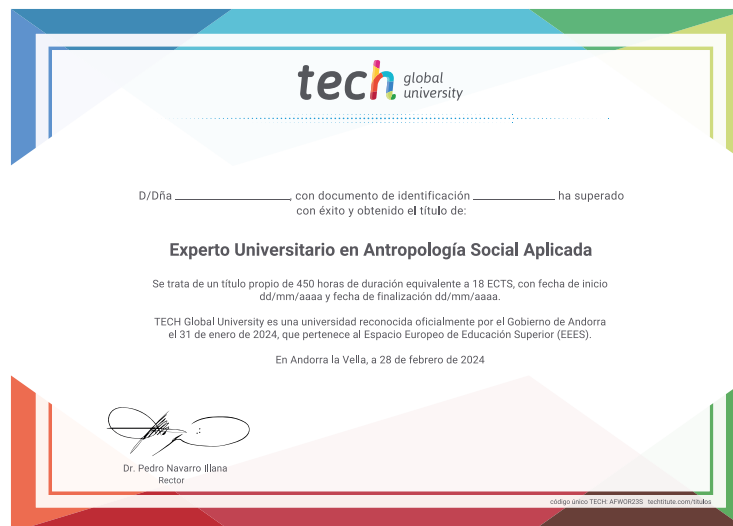 tech global university
D/Dña ____________________, con documento de identificación ______________ ha superado
con éxito y obtenido el título de:
Experto Universitario en Antropología Social Aplicada
Se trata de un título propio de 450 horas de duración equivalente a 18 ECTS, con fecha de inicio
dd/mm/aaaa y fecha de finalización dd/mm/aaaa.
TECH Global University es una universidad reconocida oficialmente por el Gobierno de Andorra
el 31 de enero de 2024, que pertenece al Espacio Europeo de Educación Superior (EEES).
En Andorra la Vella, a 28 de febrero de 2024
Dr. Pedro Navarro Illana
Rector
código único TECH: AFWOR23S techtitute.com/titulos